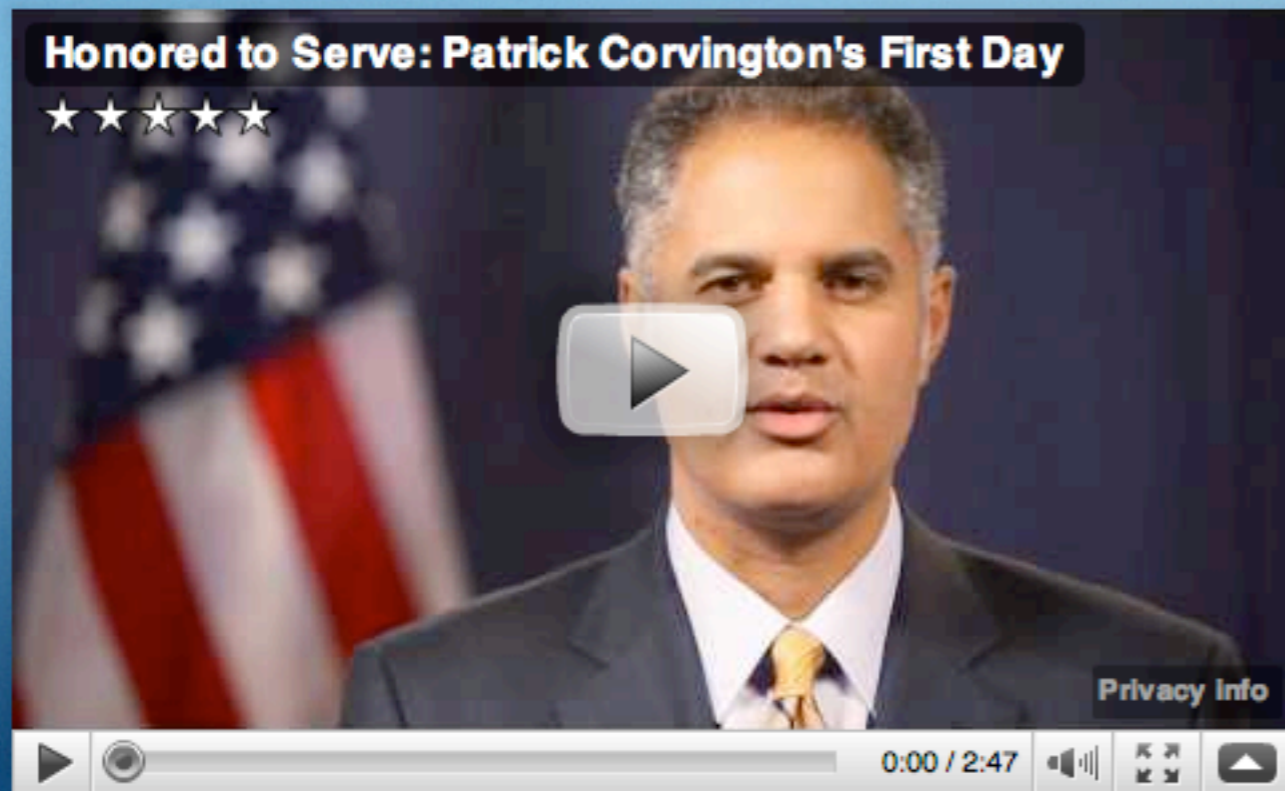 Honored to Serve: Patrick Corvington's First Day
Privacy Info
0:00 / 2:47